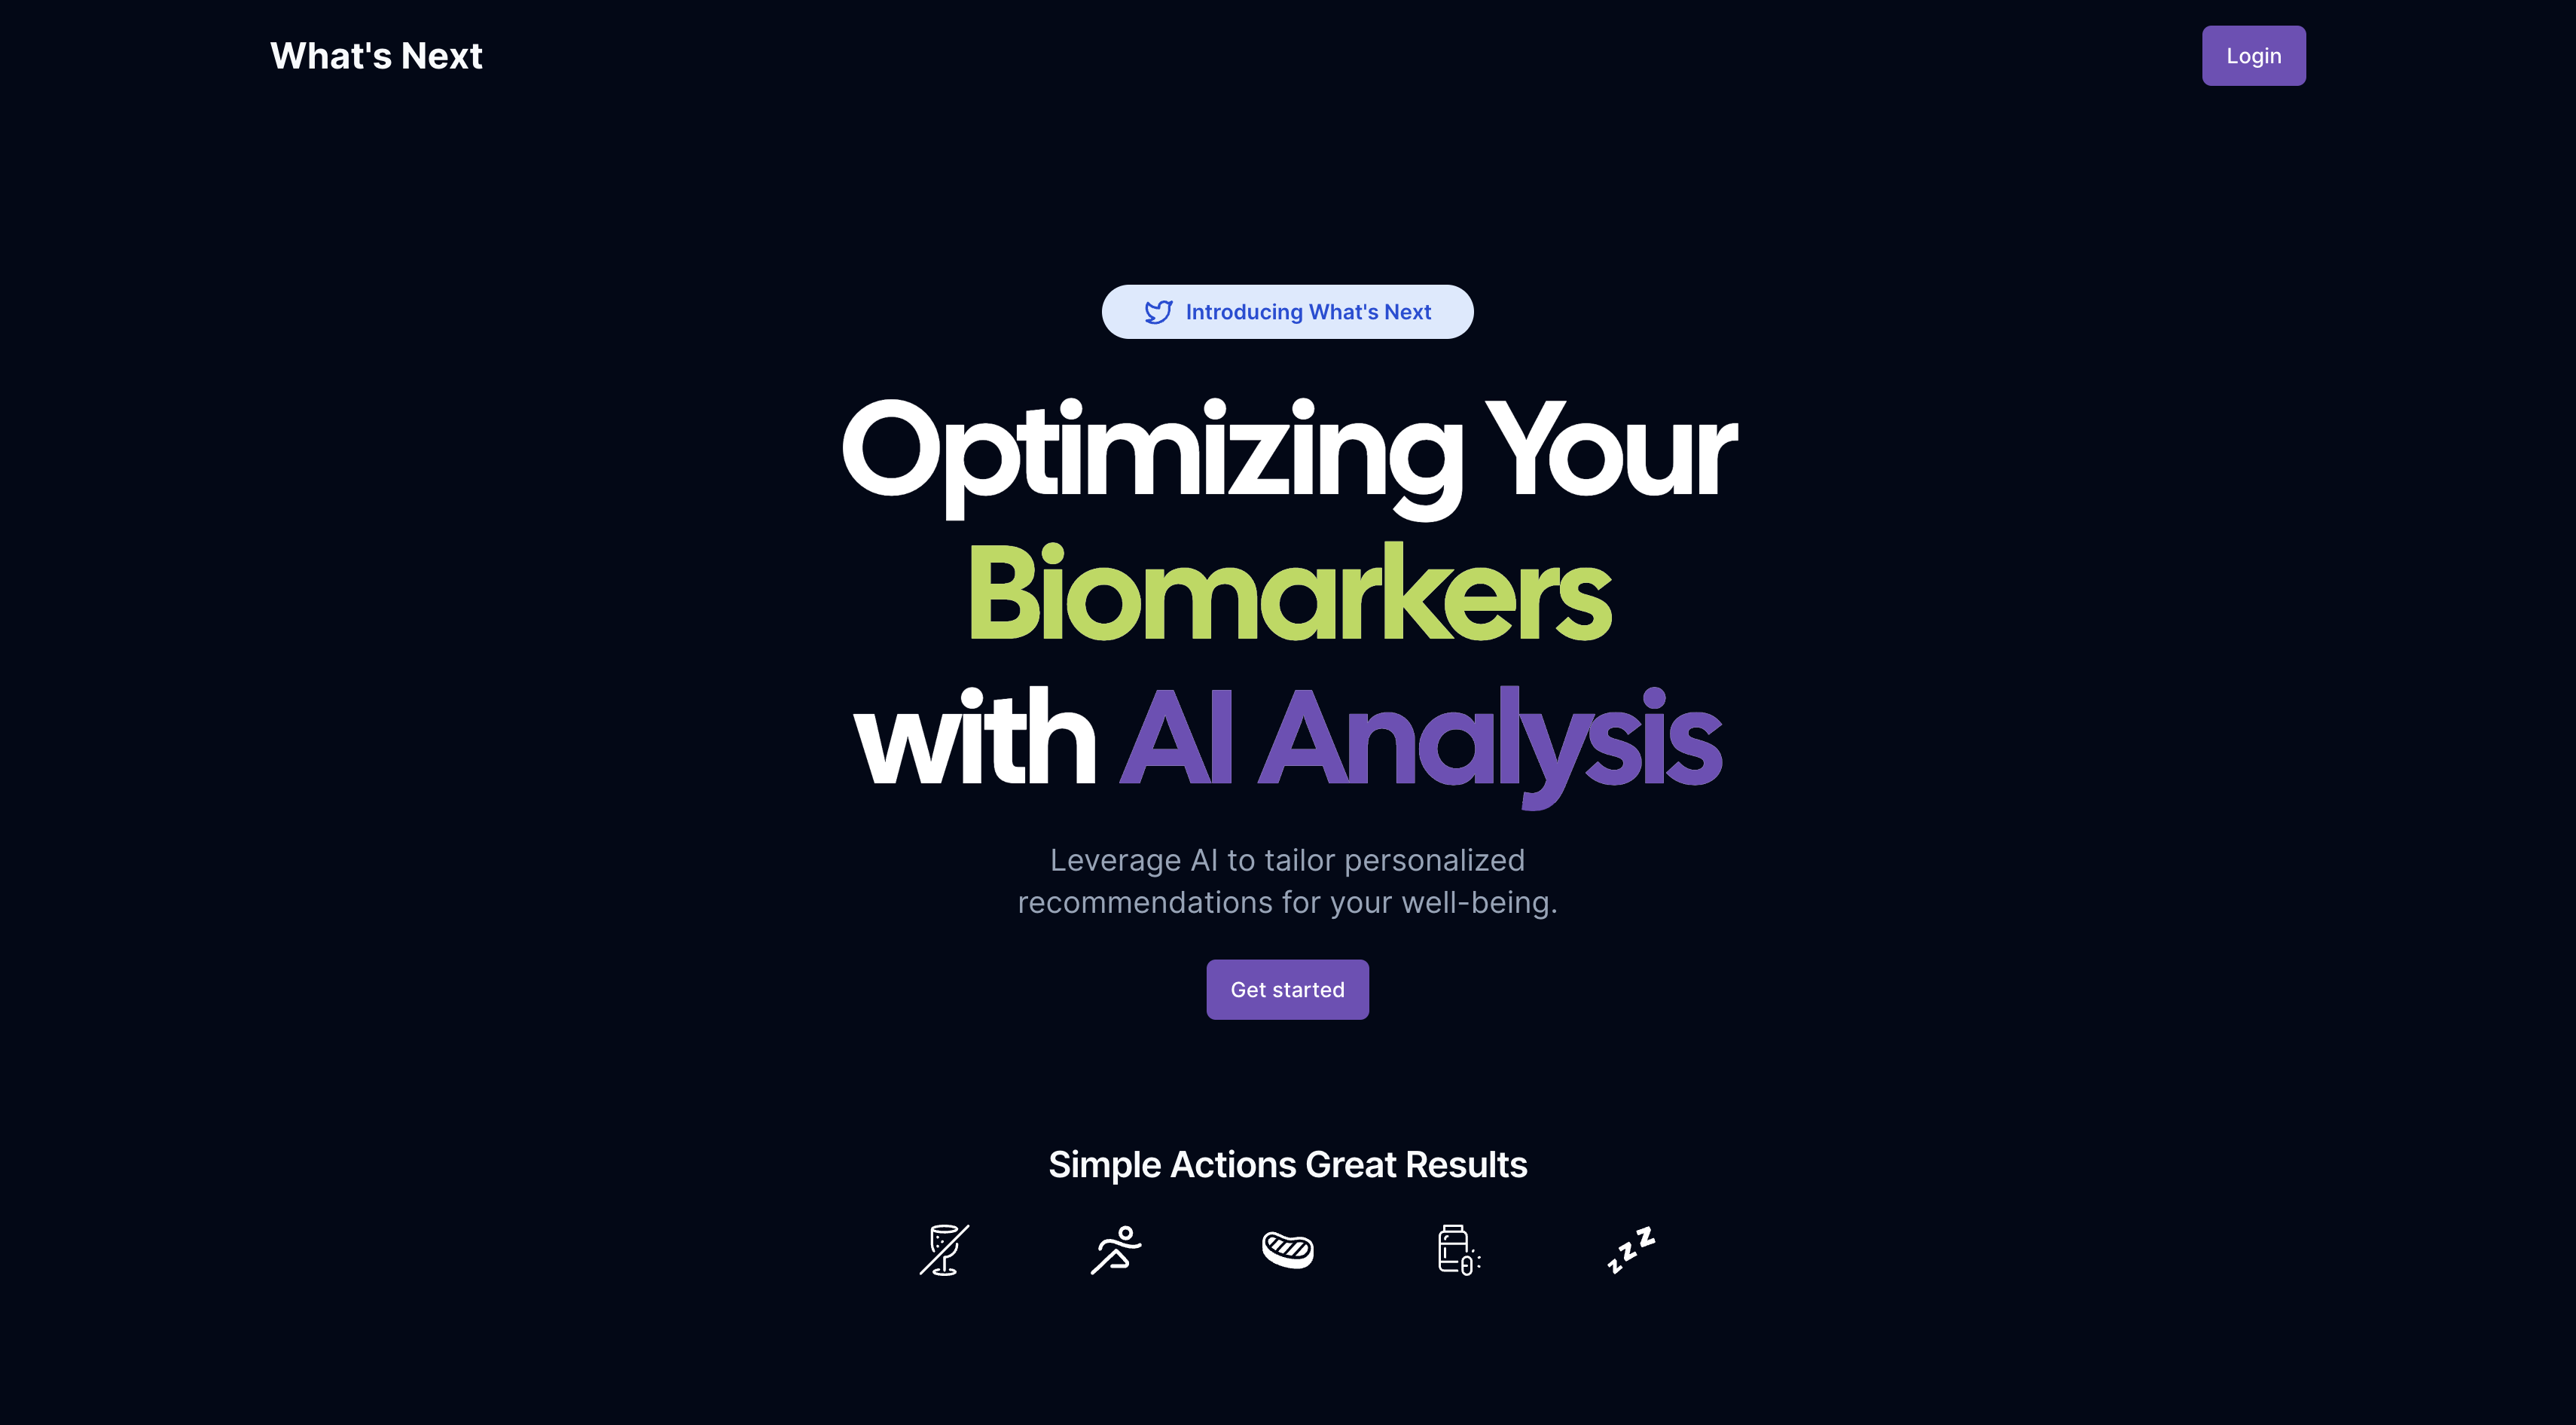 What's Next
Login
Introducing What's Next
Optimizing Your
Biomarkers
with AI Analysis
Leverage AI to tailor personalized
recommendations for your well-being.
Get started
Simple Actions Great Results